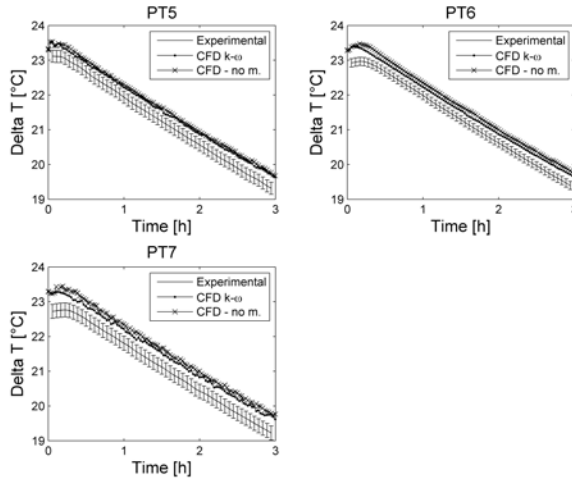 PT5
24
23
22
21
20
19
Delta T [°C]
0 1 2 3
Time [h]
Experimental
CFD k-ω
CFD - no m.
PT6
24
23
22
21
20
19
Delta T [°C]
0 1 2 3
Time [h]
Experimental
CFD k-ω
CFD - no m.
PT7
24
23
22
21
20
19
Delta T [°C]
0 1 2 3
Time [h]
Experimental
CFD k-ω
CFD - no m.